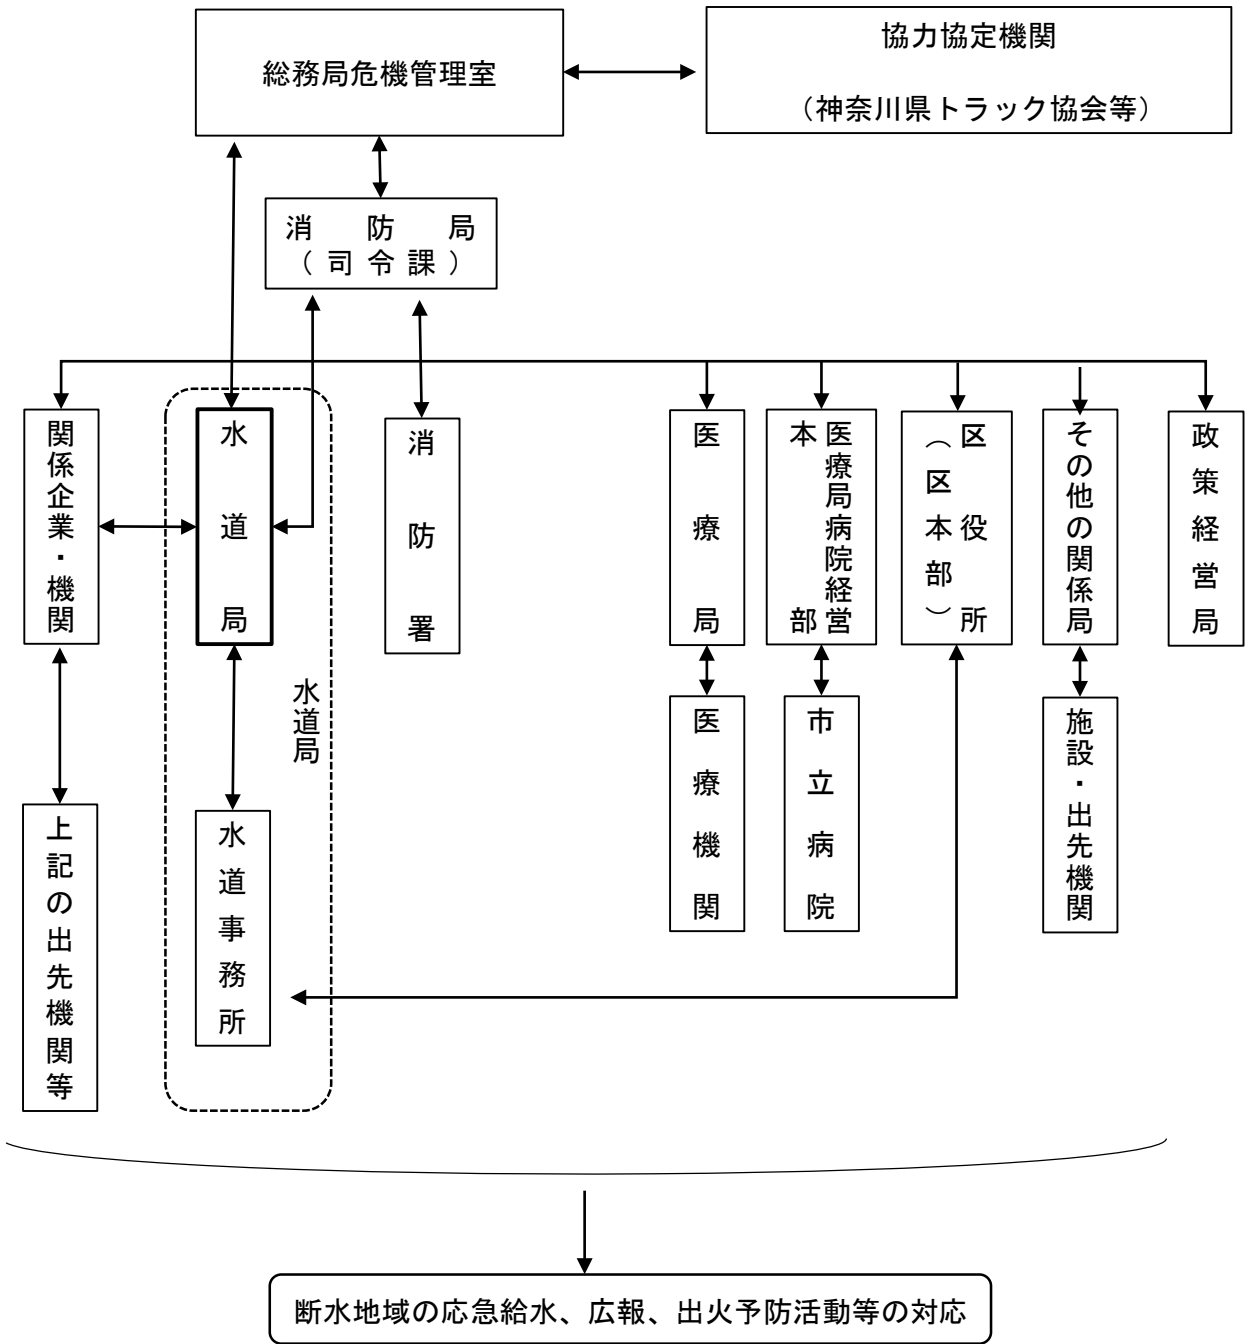 総務局危機管理室
協力協定機関
（神奈川県トラック協会等）
消防局
（司令課）
関係企業・機関
水道局
消防署
医療局
医療局病院経営
本部
区役所
（区本部）
その他の関係局
政策経営局
水道局
医療機関
市立病院
施設・出先機関
上記の出先機関等
水道事務所
断水地域の応急給水、広報、出火予防活動等の対応